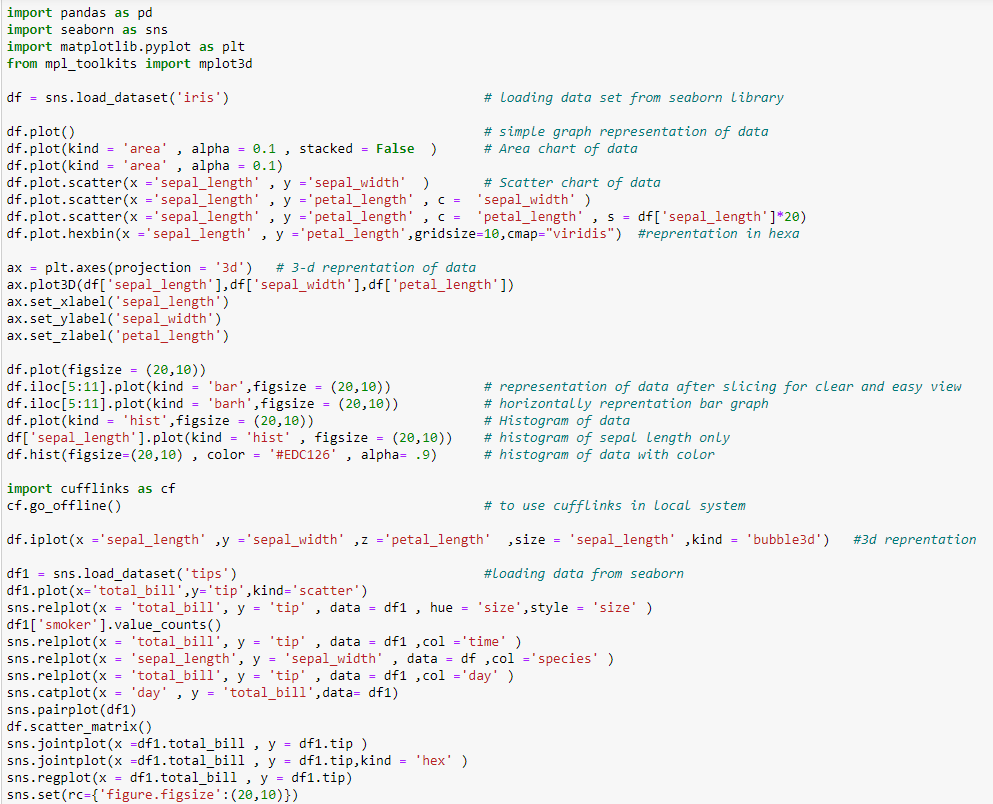 import pandas as pd
import seaborn as sns
import matplotlib.pyplot as plt
from mpl_toolkits import mplot3d
df = sns.load_dataset('iris') # loading data set from seaborn library
df.plot() # simple graph representation of data
df.plot(kind = 'area' , alpha = 0.1 , stacked = False ) # Area chart of data
df.plot(kind = 'area' , alpha = 0.1)
df.plot.scatter(x ='sepal_length' , y ='sepal_width' ) # Scatter chart of data
df.plot.scatter(x ='sepal_length' , y ='petal_length' , c = 'sepal_width' )
df.plot.scatter(x ='sepal_length' , y ='petal_length' , c = 'petal_length' , s = df['sepal_length']*20)
df.plot.hexbin(x ='sepal_length' , y ='petal_length',gridsize=10,cmap="viridis") #reprentation in hexa
ax = plt.axes(projection = '3d') # 3-d reprentation of data
ax.plot3D(df['sepal_length'],df['sepal_width'],df['petal_length'])
ax.set_xlabel('sepal_length')
ax.set_ylabel('sepal_width')
ax.set_zlabel('petal_length')
df.plot(figsize = (20,10))
df.iloc[5:11].plot(kind = 'bar',figsize = (20,10)) # representation of data after slicing for clear and easy view
df.iloc[5:11].plot(kind = 'barh',figsize = (20,10)) # horizontally reprentation bar graph
df.plot(kind = 'hist',figsize = (20,10)) # Histogram of data
df['sepal_length'].plot(kind = 'hist' , figsize = (20,10)) # histogram of sepal length only
df.hist(figsize=(20,10) , color = '#EDC126' , alpha= .9) # histogram of data with color
import cufflinks as cf
cf.go_offline() # to use cufflinks in local system
df.iplot(x ='sepal_length' ,y ='sepal_width' ,z ='petal_length' ,size = 'sepal_length' ,kind = 'bubble3d') #3d reprentation
df1 = sns.load_dataset('tips') #loading data from seaborn
df1.plot(x='total_bill',y='tip',kind='scatter')
sns.relplot(x = 'total_bill', y = 'tip' , data = df1 , hue = 'size',style = 'size' )
df1['smoker'].value_counts()
sns.relplot(x = 'total_bill', y = 'tip' , data = df1 ,col ='time' )
sns.relplot(x = 'sepal_length', y = 'sepal_width' , data = df ,col ='species' )
sns.relplot(x = 'total_bill', y = 'tip' , data = df1 ,col ='day' )
sns.catplot(x = 'day' , y = 'total_bill',data= df1)
sns.pairplot(df1)
df.scatter_matrix()
sns.jointplot(x =df1.total_bill , y = df1.tip )
sns.jointplot(x =df1.total_bill , y = df1.tip,kind = 'hex' )
sns.regplot(x = df1.total_bill , y = df1.tip)
sns.set(rc={'figure.figsize':(20,10)})